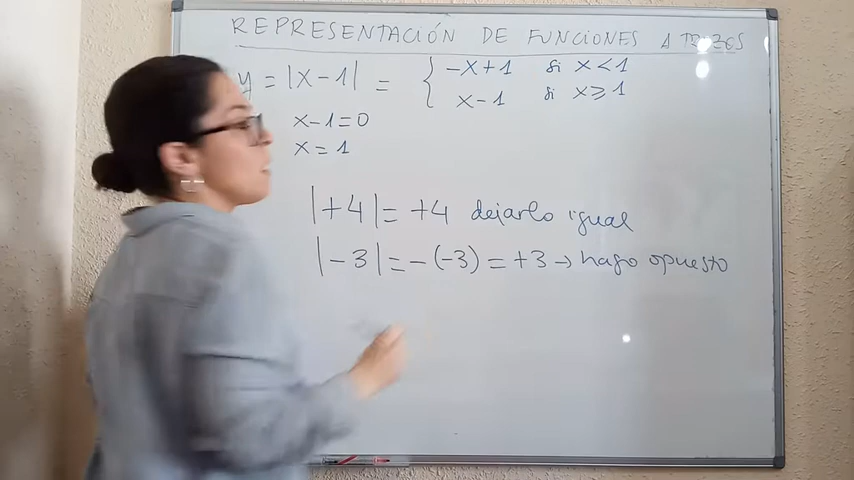 REPRESENTACIÓN DE FUNCIONES A TROZOS
y = |x-1| = { -x+1 si x<1
x-1 si x≥1
x-1=0
x=1
|+4| = +4 dejarlo igual
|-3| = -(-3) = +3 → hago opuesto